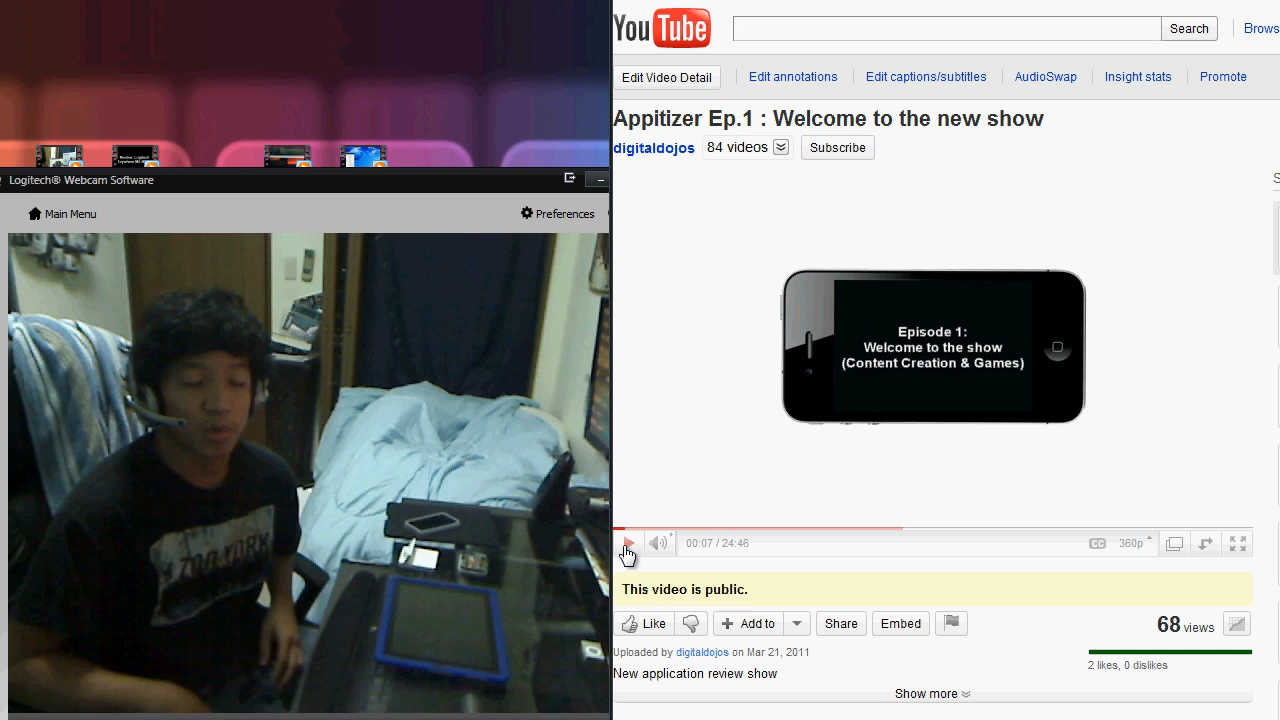 Logitech® Webcam Software
Main Menu
Preferences
ZOO YORK
YouTube
Search
Brows
Edit Video Detail
Edit annotations
Edit captions/subtitles
AudioSwap
Insight stats
Promote
Appitizer Ep.1 : Welcome to the new show
digitaldojos 84 videos Subscribe
Episode 1:
Welcome to the show
(Content Creation & Games)
00:07 / 24:46
CC
360p
This video is public.
Like
Add to
Share
Embed
68 views
Uploaded by digitaldojos on Mar 21, 2011
2 likes, 0 dislikes
New application review show
Show more